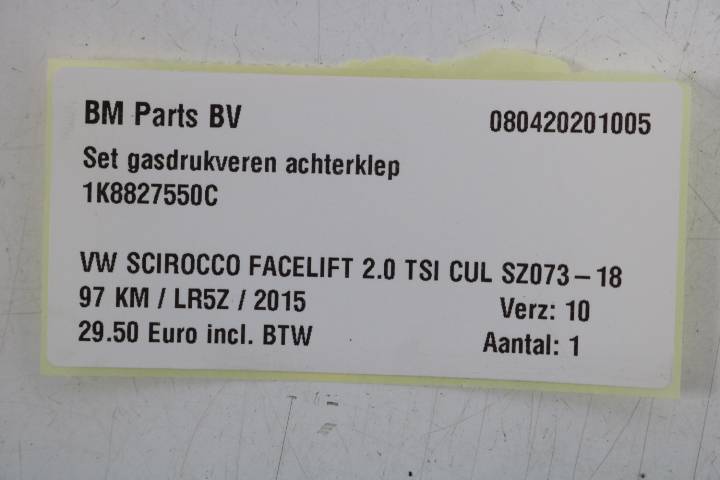 BM Parts BV 080420201005
Set gasdrukveren achterklep
1K8827550C
VW SCIROCCO FACELIFT 2.0 TSI CUL SZ073-18
97 KM / LR5Z / 2015 Verz: 10
29.50 Euro incl. BTW Aantal: 1